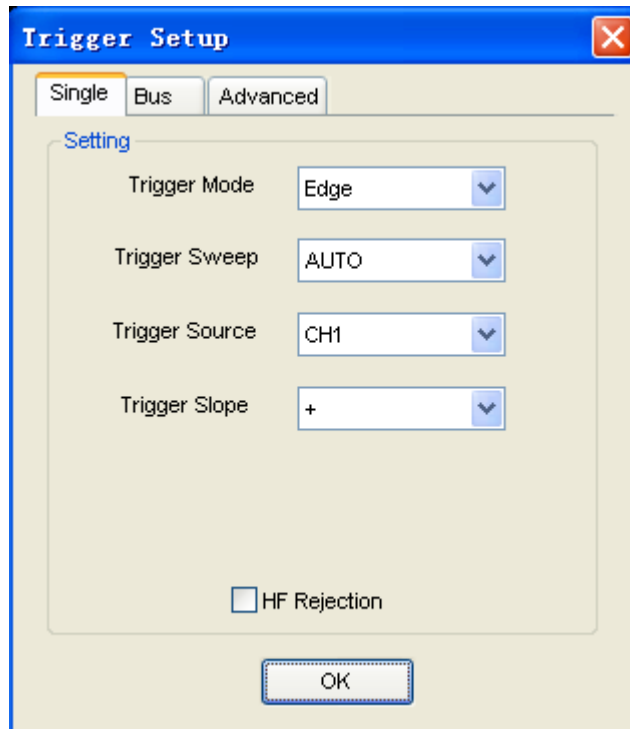 Trigger Setup
Single Bus Advanced
Setting
Trigger Mode Edge
Trigger Sweep AUTO
Trigger Source CH1
Trigger Slope +
HF Rejection
OK